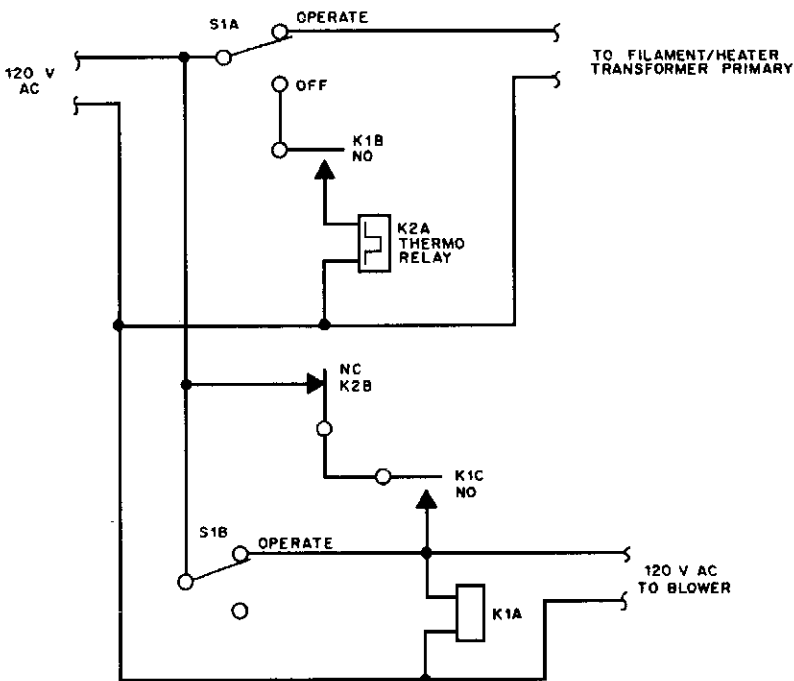 S1A
OPERATE
120 V
AC
TO FILAMENT/HEATER
TRANSFORMER PRIMARY
OFF
K1B
NO
K2A
THERMO
RELAY
NC
K2B
K1C
NO
S1B
OPERATE
120 V AC
TO BLOWER
K1A